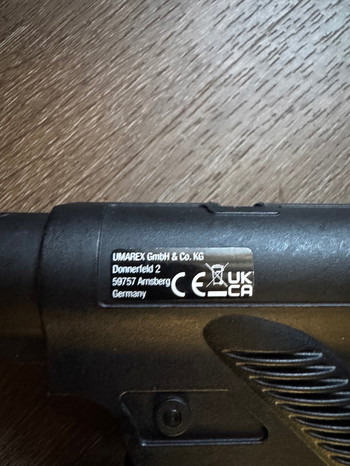 UMAREX GmbH & Co. KG
Donnerfeld 2
59757 Arnsberg
Germany
CE
UK
CA